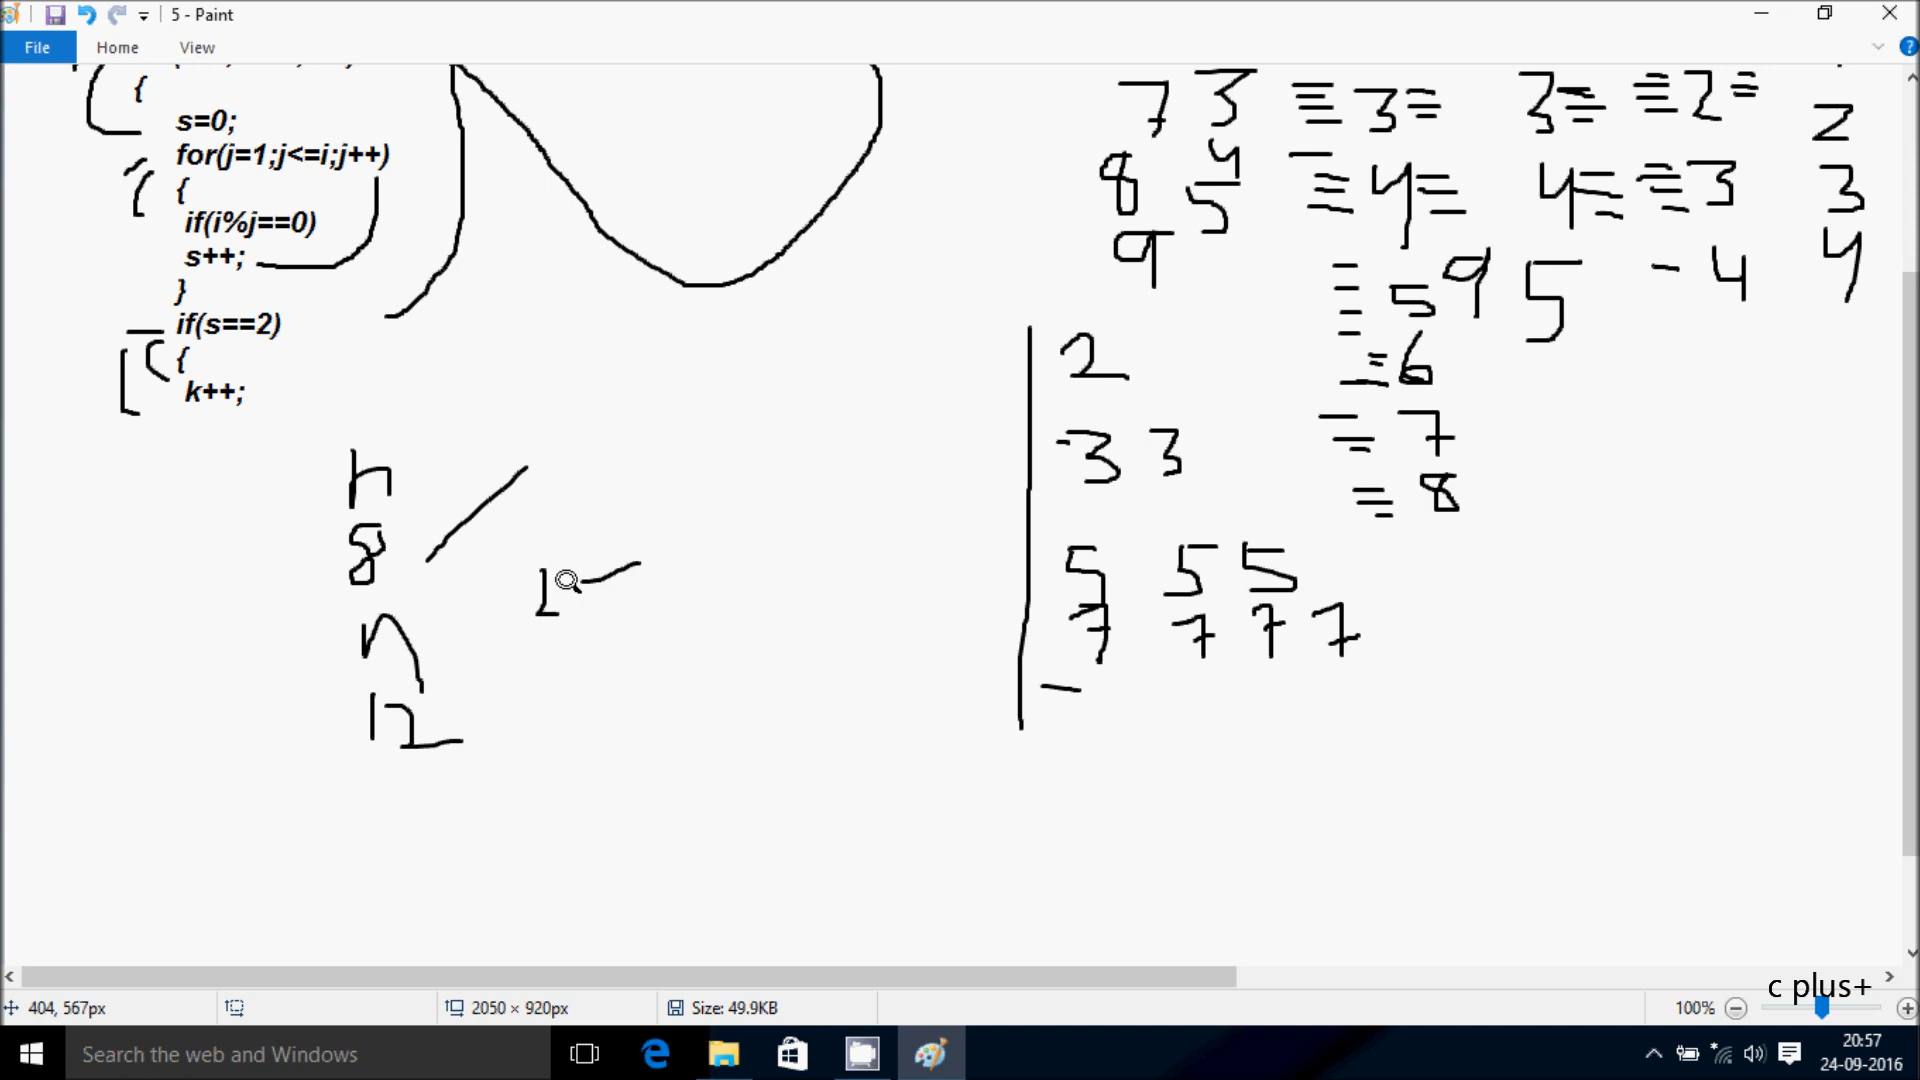 5 - Paint
File Home View
{
s=0;
for(j=1;j<=i;j++)
{
if(i%j==0)
s++;
}
if(s==2)
{
k++;
n
8
n
12
7 3 3 3 2
2
8 4 4 4 3 3
5
9
5 9 5 4 4
6
7
8
2
3 3
5 5 5
7 7 7 7
404, 567px
2050 × 920px
Size: 49.9KB
100%
c plus+
Search the web and Windows
20:57
24-09-2016